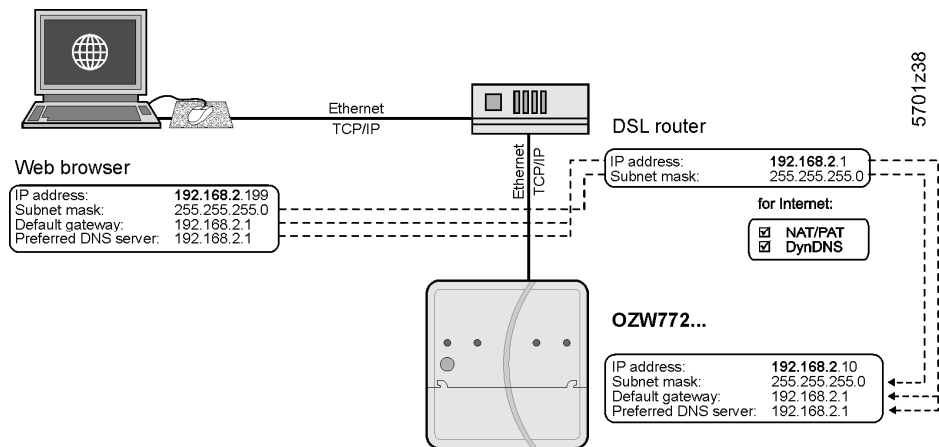 Ethernet
TCP/IP
5701z38
DSL router
Ethernet
TCP/IP
IP address: 192.168.2.1
Subnet mask: 255.255.255.0
Web browser
IP address: 192.168.2.199
Subnet mask: 255.255.255.0
Default gateway: 192.168.2.1
Preferred DNS server: 192.168.2.1
for Internet:
NAT/PAT
DynDNS
OZW772...
IP address: 192.168.2.10
Subnet mask: 255.255.255.0
Default gateway: 192.168.2.1
Preferred DNS server: 192.168.2.1